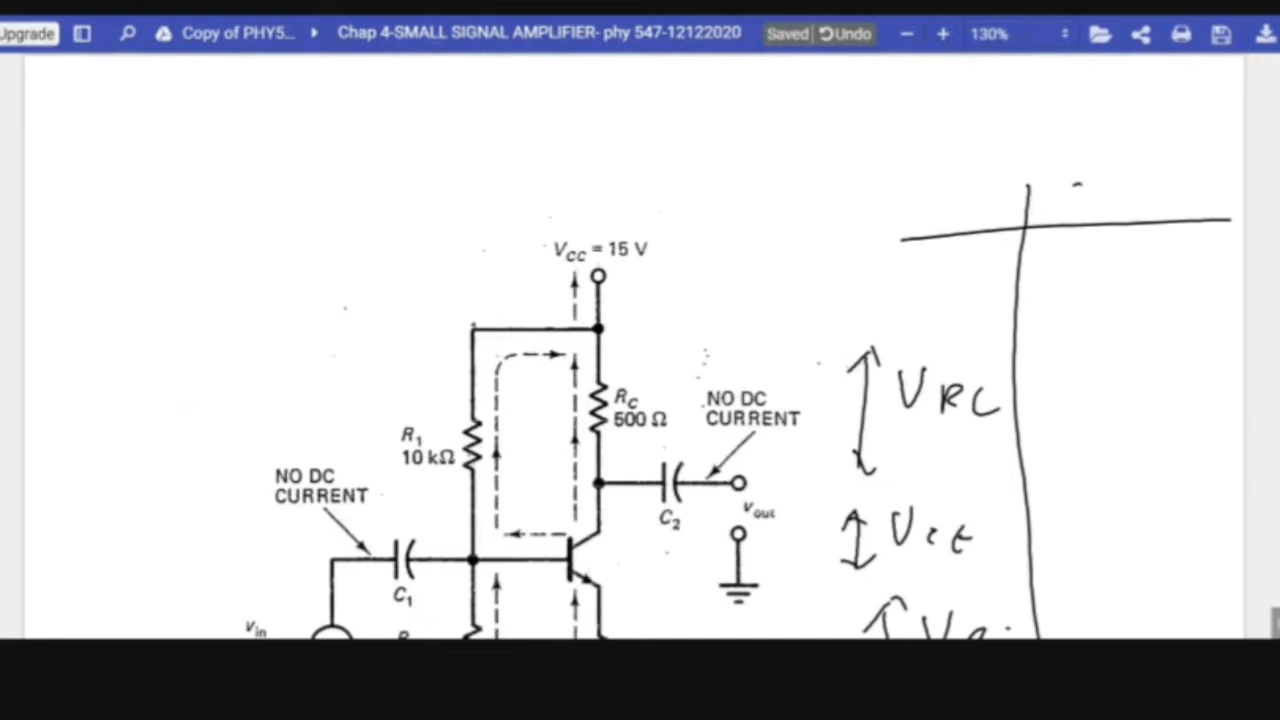 Upgrade
Copy of PHY5...
Chap 4-SMALL SIGNAL AMPLIFIER- phy 547-12122020
Saved
Undo
130%
VCC = 15 V
RC
500 Ω
NO DC
CURRENT
R1
10 kΩ
NO DC
CURRENT
C2
Vout
C1
Vin
VRC
VCE